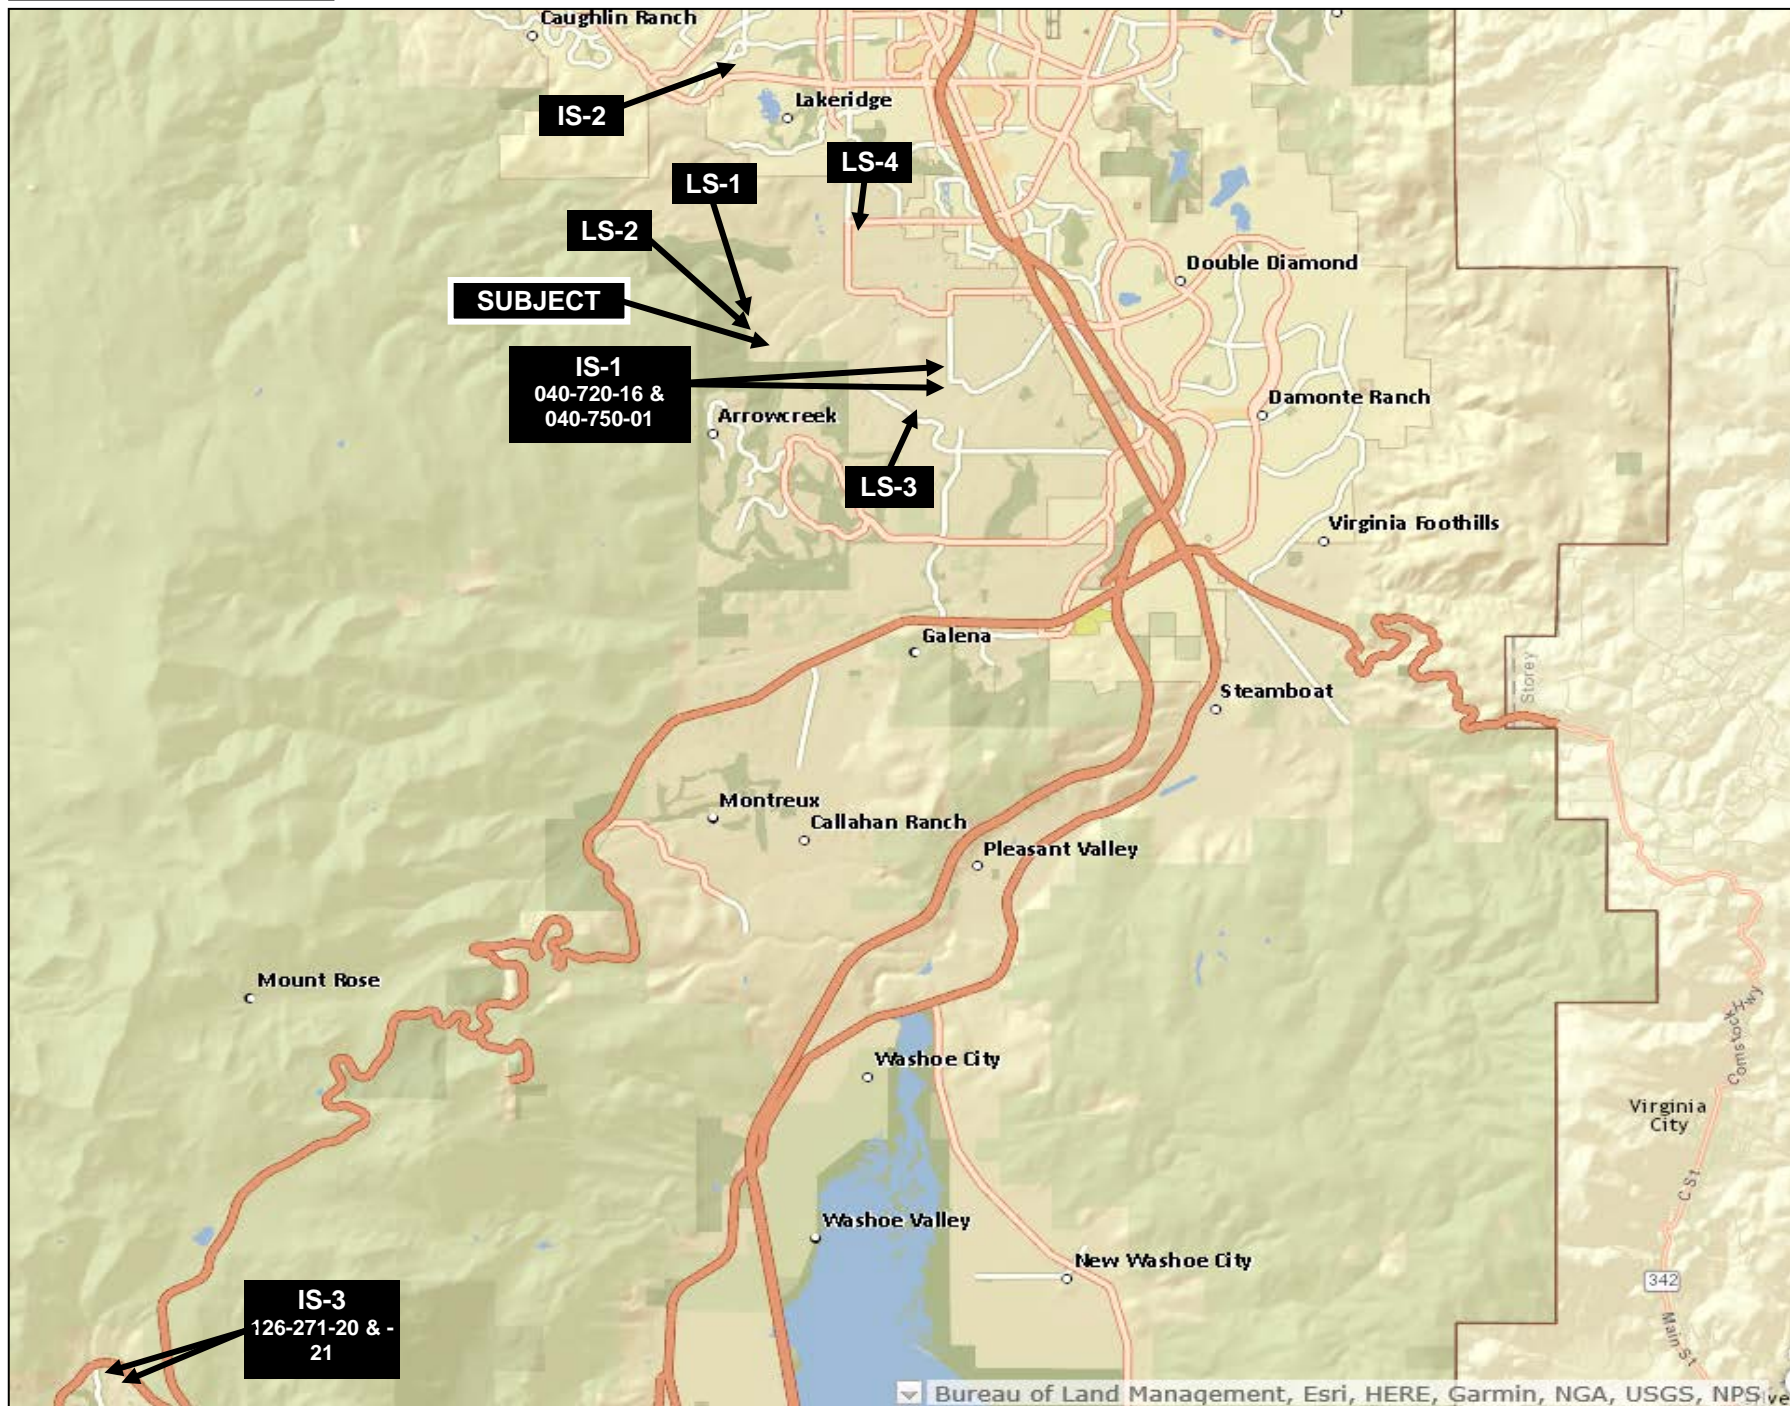 Caughlin Ranch
IS-2
Lakeridge
LS-4
LS-1
LS-2
Double Diamond
SUBJECT
IS-1
040-720-16 &
040-750-01
Damonte Ranch
Arrowcreek
LS-3
Virginia Foothills
Galena
Storey
Steamboat
Montreux
Callahan Ranch
Pleasant Valley
Mount Rose
Comstock Hwy
Washoe City
Virginia
City
C St
Washoe Valley
New Washoe City
342
IS-3
126-271-20 & -
21
Main St
Bureau of Land Management, Esri, HERE, Garmin, NGA, USGS, NPS